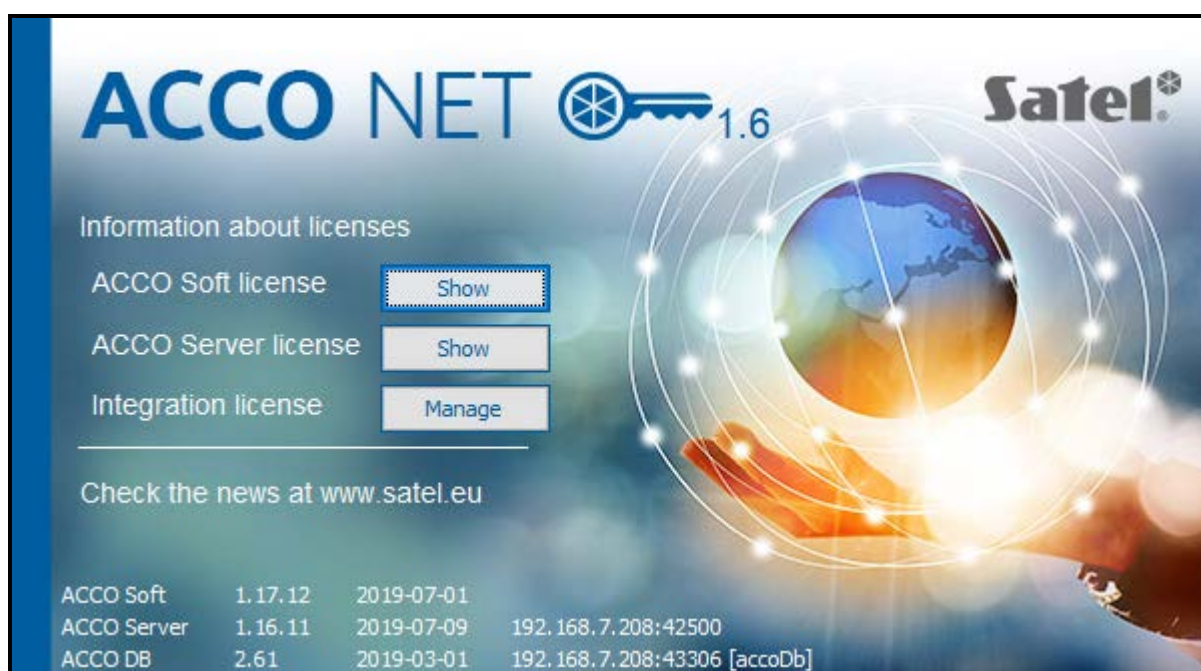 ACCO NET 1.6
Satel®
Information about licenses
ACCO Soft license Show
ACCO Server license Show
Integration license Manage
Check the news at www.satel.eu
ACCO Soft 1.17.12 2019-07-01
ACCO Server 1.16.11 2019-07-09 192.168.7.208:42500
ACCO DB 2.61 2019-03-01 192.168.7.208:43306 [accoDb]